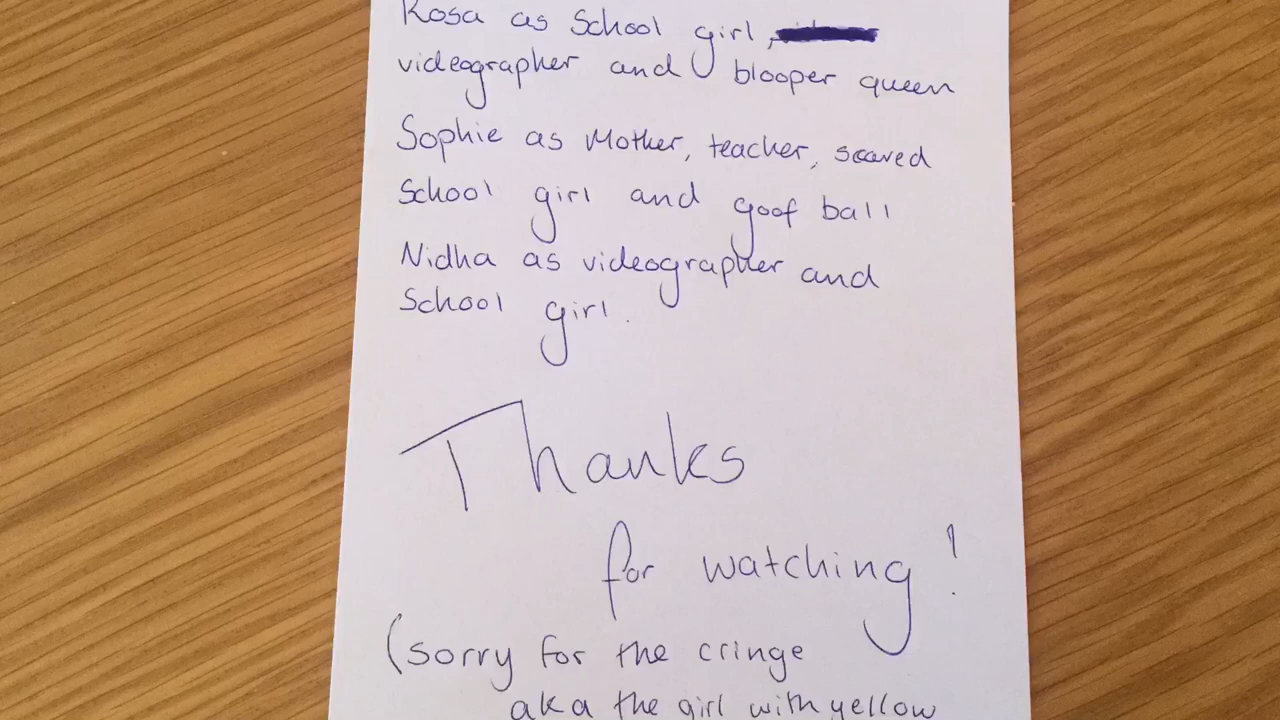 Rosa as School girl,
videographer and blooper queen
Sophie as Mother, teacher, scared
School girl and goof ball
Nidha as videographer and
School girl.
Thanks
for watching!
(sorry for the cringe
aka the girl with yellow